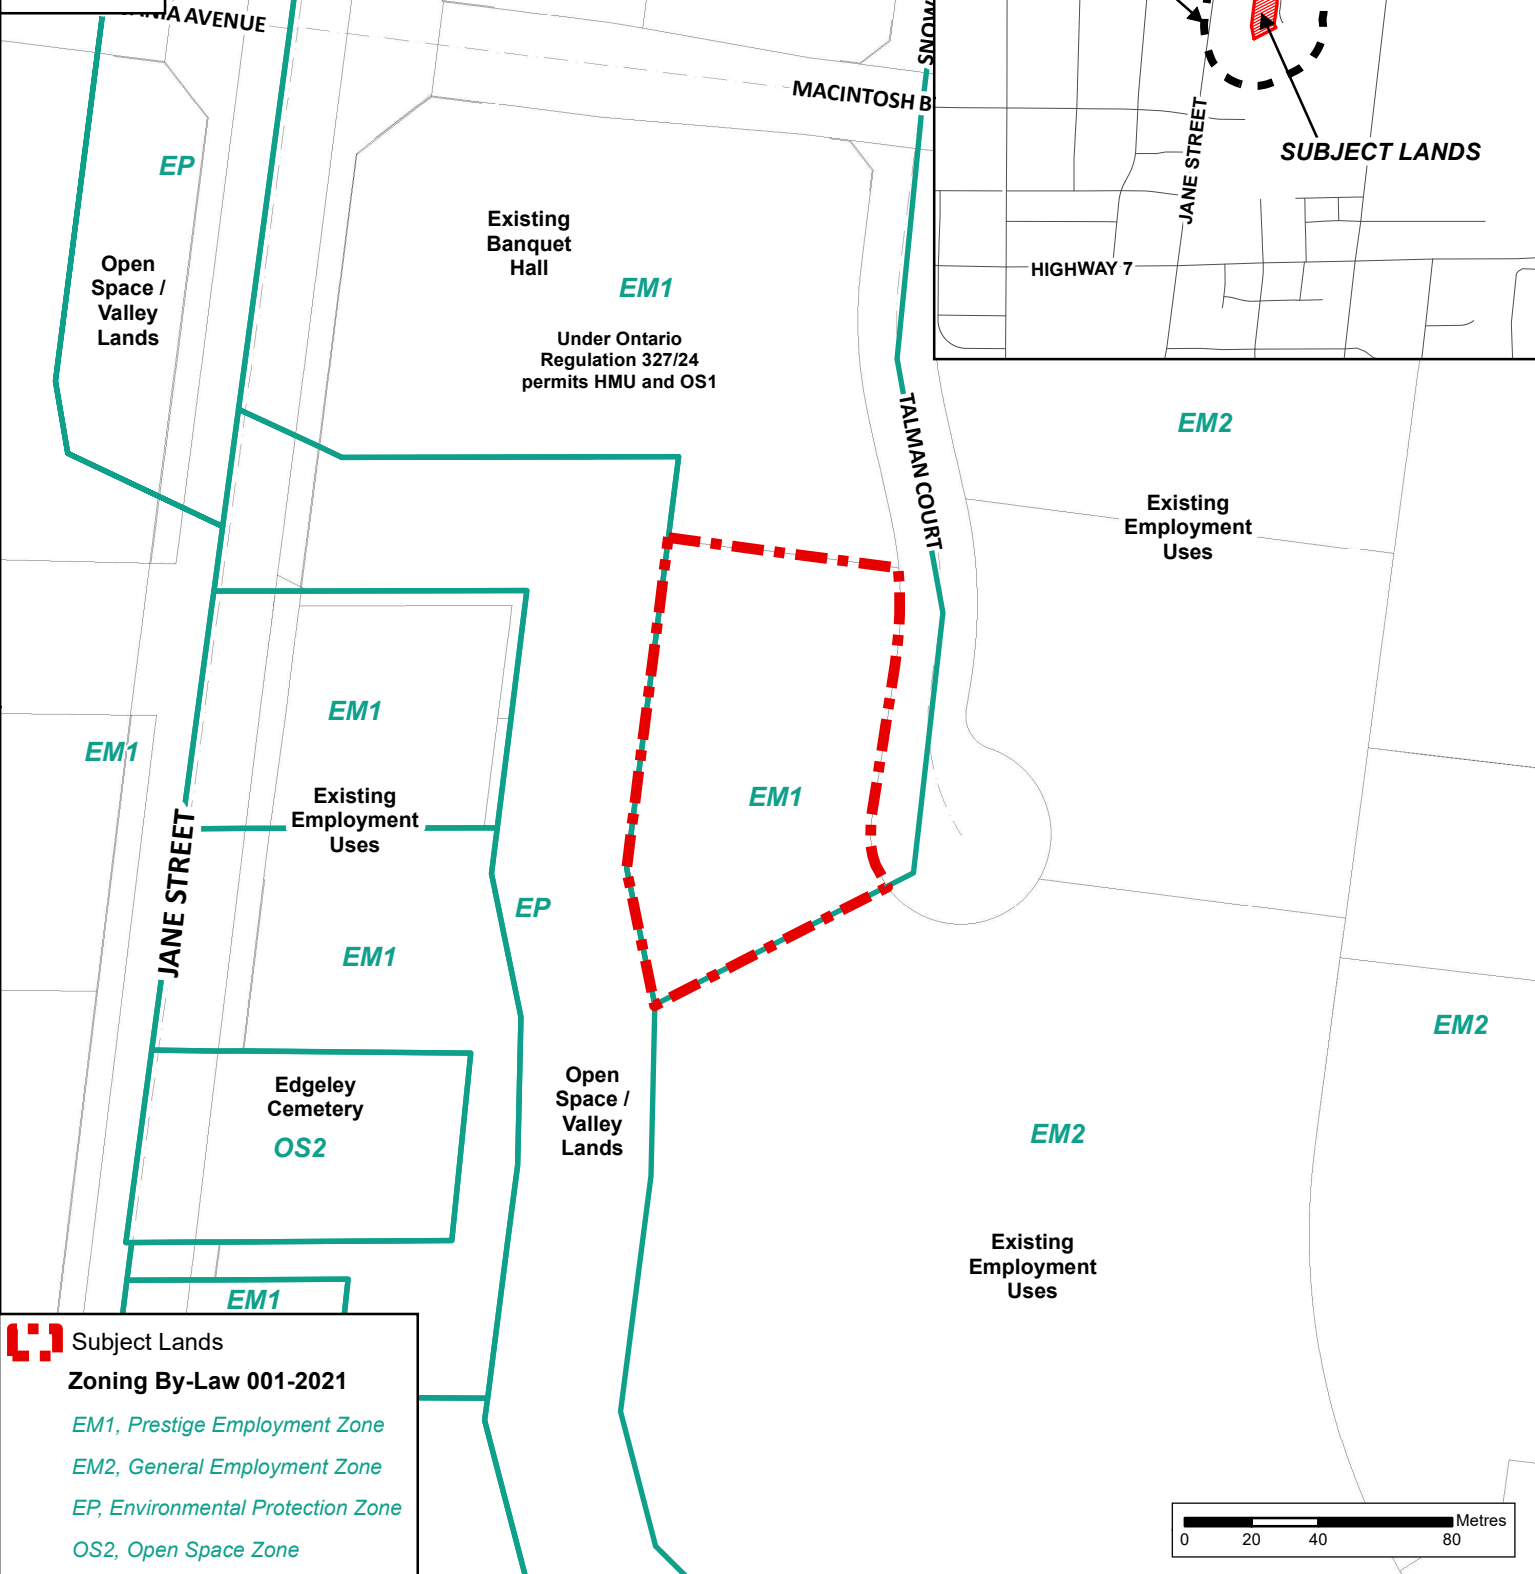 AVENUE
MACINTOSH
EP
Open
Space /
Valley
Lands
Existing
Banquet
Hall
EM1
Under Ontario
Regulation 327/24
permits HMU and OS1
JANE STREET
SUBJECT LANDS
HIGHWAY 7
TALMAN COURT
EM2
Existing
Employment
Uses
EM1
EM1
Existing
Employment
Uses
EM1
JANE STREET
EP
EM1
EM2
Edgeley
Cemetery
OS2
Open
Space /
Valley
Lands
EM2
Existing
Employment
Uses
EM1
Subject Lands
Zoning By-Law 001-2021
EM1, Prestige Employment Zone
EM2, General Employment Zone
EP, Environmental Protection Zone
OS2, Open Space Zone
Metres
0 20 40 80